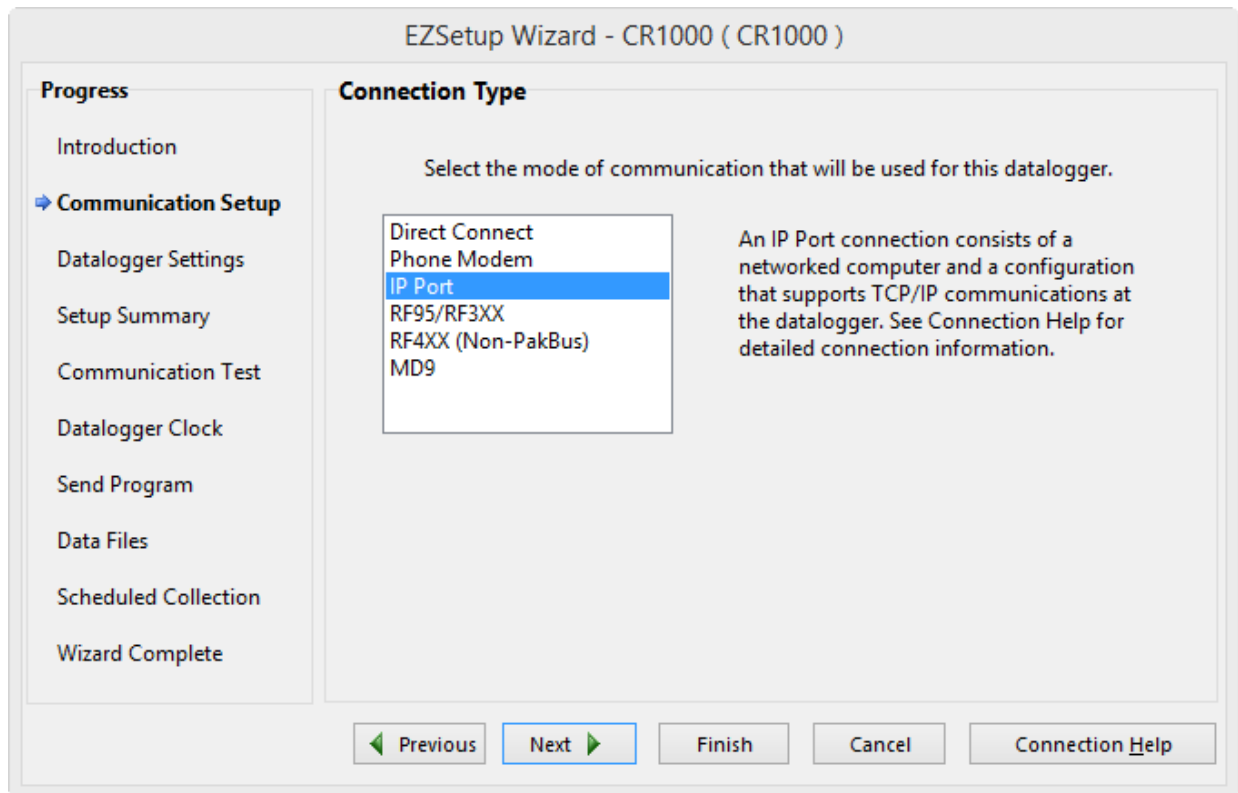 EZSetup Wizard - CR1000 ( CR1000 )
Progress
Introduction
Communication Setup
Datalogger Settings
Setup Summary
Communication Test
Datalogger Clock
Send Program
Data Files
Scheduled Collection
Wizard Complete
Connection Type
Select the mode of communication that will be used for this datalogger.
Direct Connect
Phone Modem
IP Port
RF95/RF3XX
RF4XX (Non-PakBus)
MD9
An IP Port connection consists of a
networked computer and a configuration
that supports TCP/IP communications at
the datalogger. See Connection Help for
detailed connection information.
Previous
Next
Finish
Cancel
Connection Help